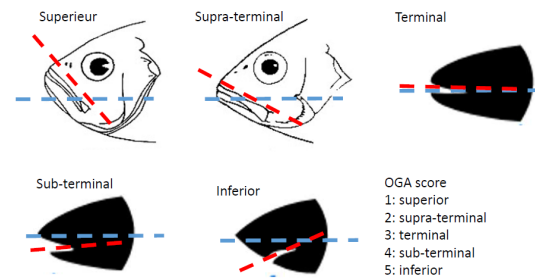 Superieur
Supra-terminal
Terminal
Sub-terminal
Inferior
OGA score
1: superior
2: supra-terminal
3: terminal
4: sub-terminal
5: inferior